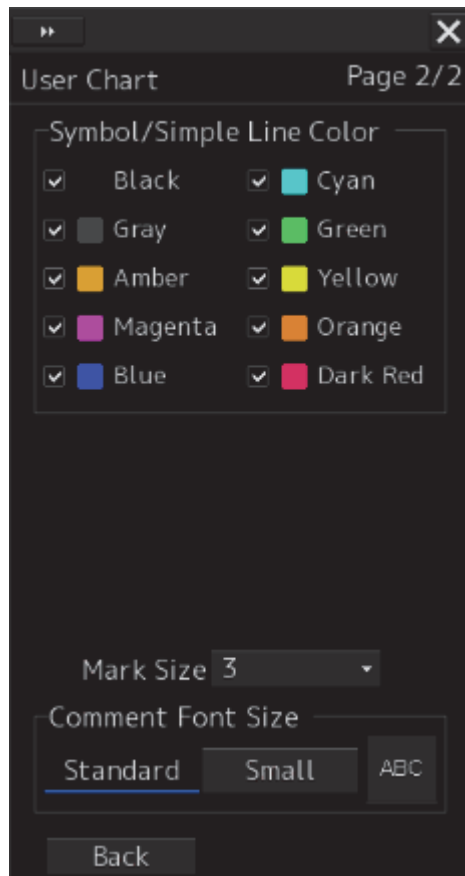 User Chart Page 2/2
Symbol/Simple Line Color
Black Cyan
Gray Green
Amber Yellow
Magenta Orange
Blue Dark Red
Mark Size 3
Comment Font Size
Standard Small ABC
Back